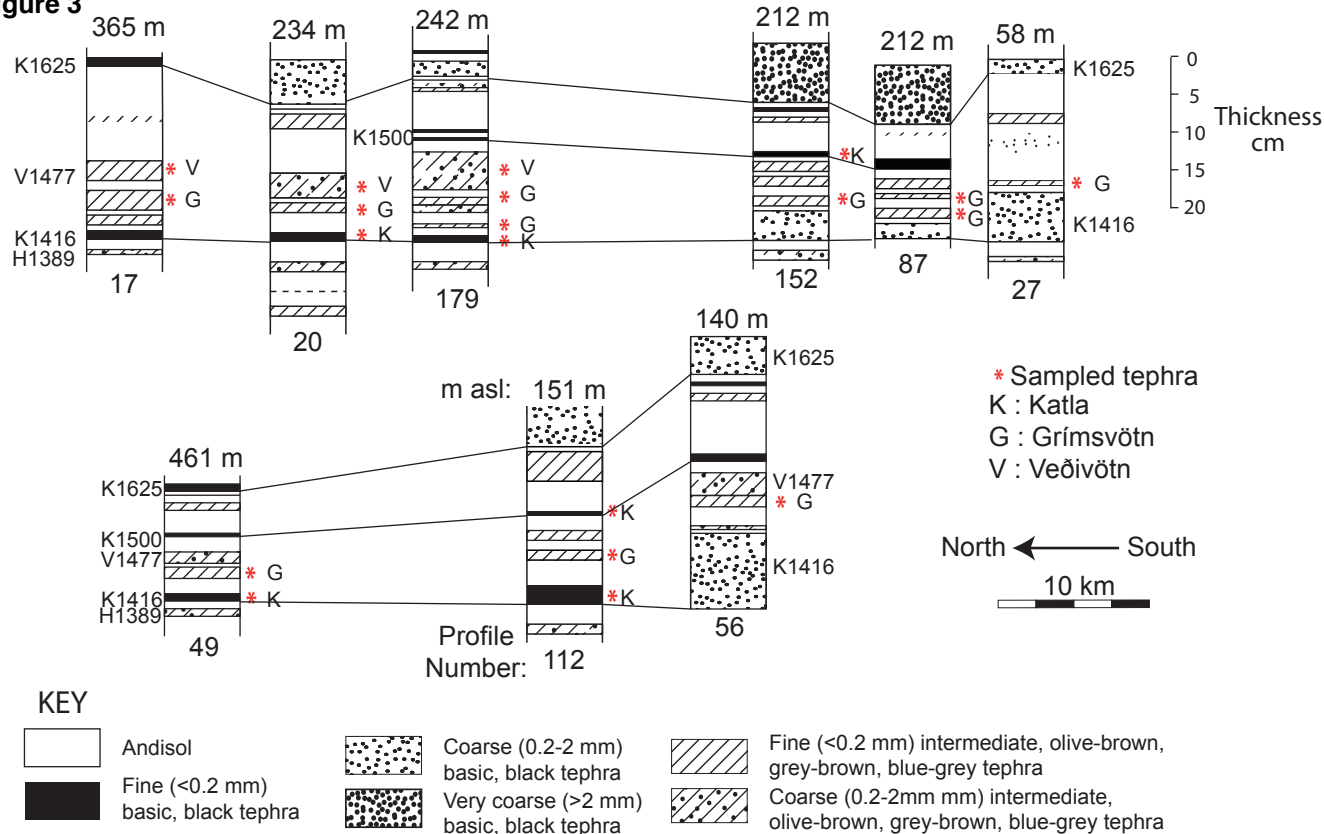 igure 3
365 m
234 m
242 m
212 m
212 m
58 m
K1625
K1500
V1477
K1416
H1389
* V
* G
* V
* G
* K
* V
* G
* G
* K
*K
*G
*G
*G
* G
K1625
K1416
17
20
179
152
87
27
0
5
10
15
20
Thickness
cm
m asl:
461 m
151 m
140 m
K1625
K1500
V1477
K1416
H1389
* G
* K
*K
*G
*K
K1625
V1477
* G
K1416
49
Profile
Number:
112
56
* Sampled tephra
K : Katla
G : Grímsvötn
V : Veðivötn
North
South
10 km
KEY
Andisol
Fine (<0.2 mm)
basic, black tephra
Coarse (0.2-2 mm)
basic, black tephra
Very coarse (>2 mm)
basic, black tephra
Fine (<0.2 mm) intermediate, olive-brown,
grey-brown, blue-grey tephra
Coarse (0.2-2mm mm) intermediate,
olive-brown, grey-brown, blue-grey tephra